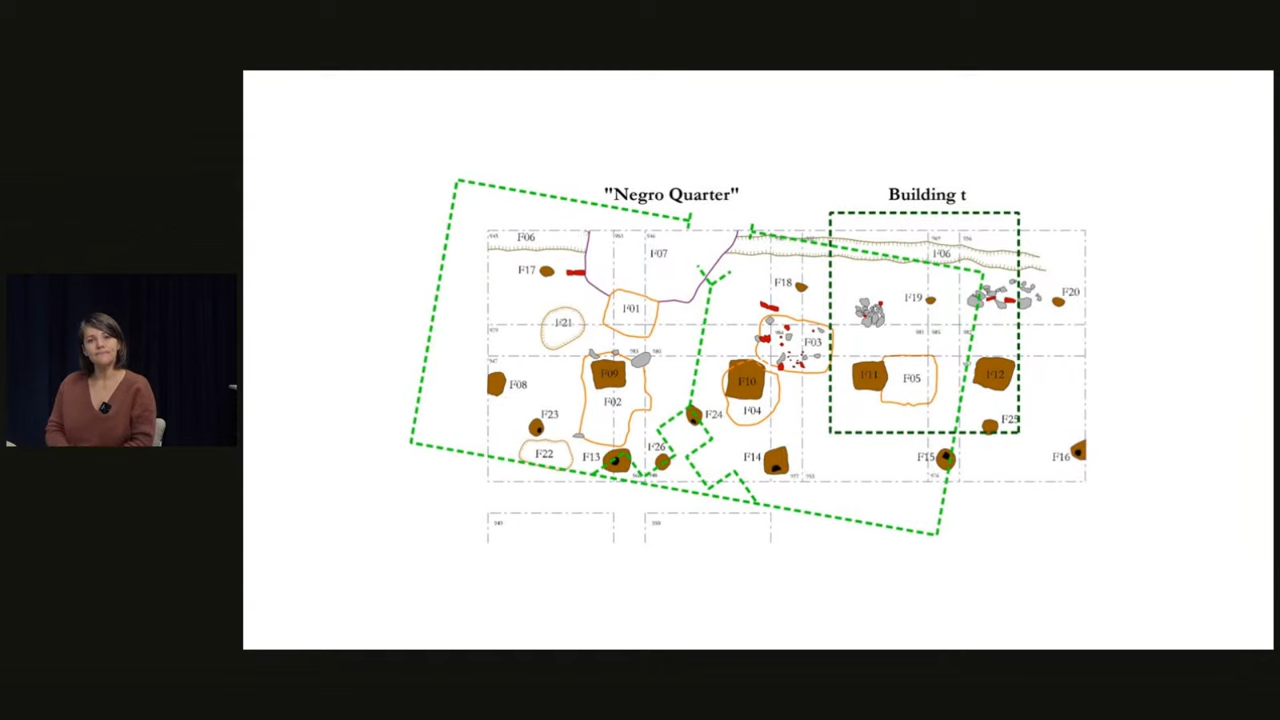 "Negro Quarter" Building t
F06 F07 F06
F17 F18 F19 F20
F21 F01 F03
F09 F10 F11 F05 F12
F08 F02 F04
F23 F24 F25
F22 F13 F26 F14 F15 F16